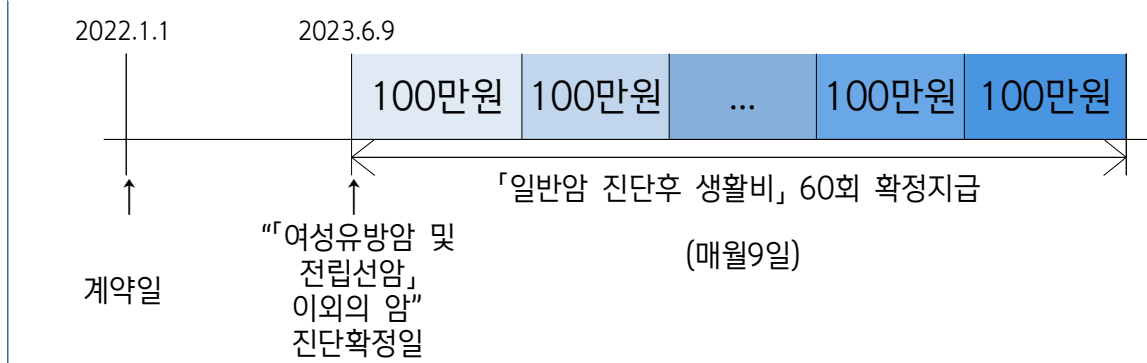 2022.1.1 2023.6.9
100만원 100만원 ... 100만원 100만원
「일반암 진단후 생활비」 60회 확정지급
(매월9일)
계약일
“「여성유방암 및
전립선암」
이외의 암”
진단확정일